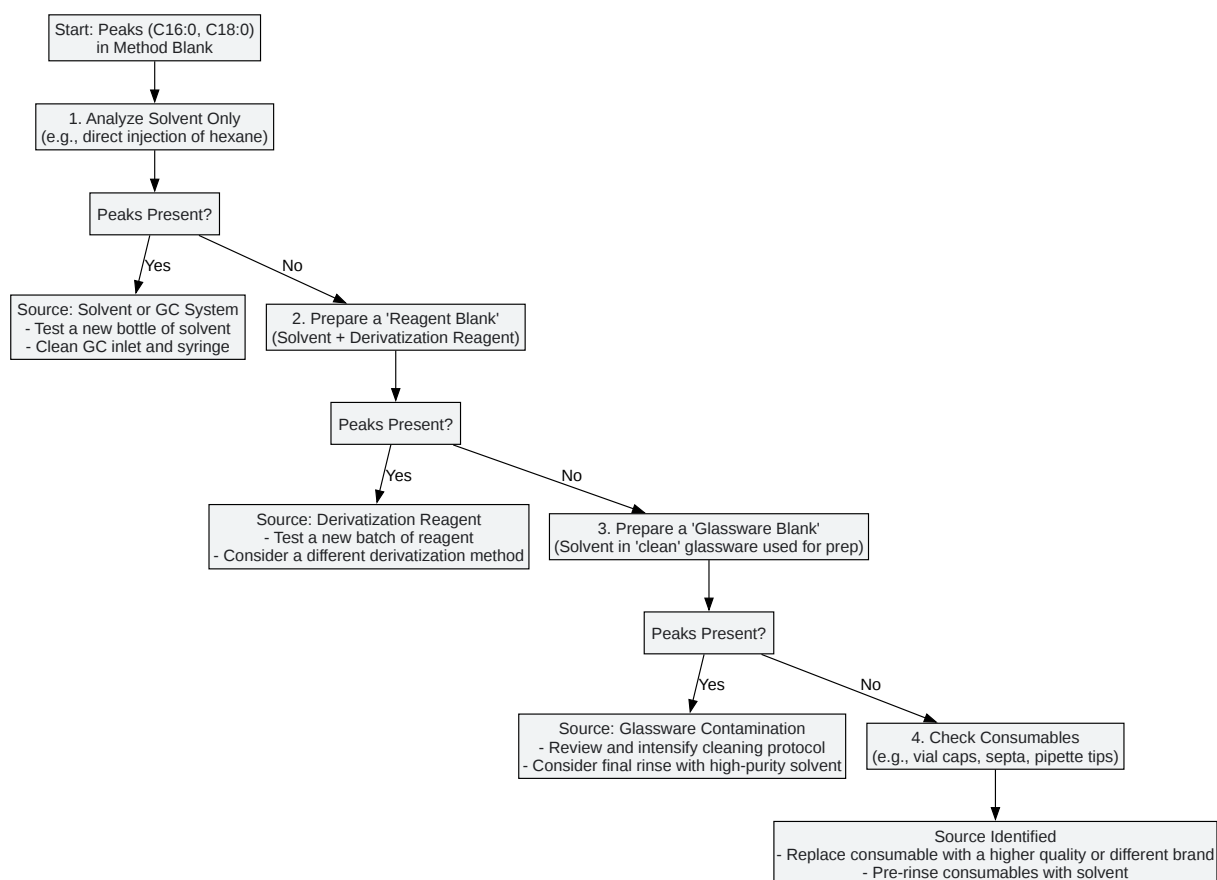 Start: Peaks (C16:0, C18:0)
in Method Blank
1. Analyze Solvent Only
(e.g., direct injection of hexane)
Peaks Present?
Yes
No
Source: Solvent or GC System
- Test a new bottle of solvent
- Clean GC inlet and syringe
2. Prepare a 'Reagent Blank'
(Solvent + Derivatization Reagent)
Peaks Present?
Yes
No
Source: Derivatization Reagent
- Test a new batch of reagent
- Consider a different derivatization method
3. Prepare a 'Glassware Blank'
(Solvent in 'clean' glassware used for prep)
Peaks Present?
Yes
No
Source: Glassware Contamination
- Review and intensify cleaning protocol
- Consider final rinse with high-purity solvent
4. Check Consumables
(e.g., vial caps, septa, pipette tips)
Source Identified
- Replace consumable with a higher quality or different brand
- Pre-rinse consumables with solvent